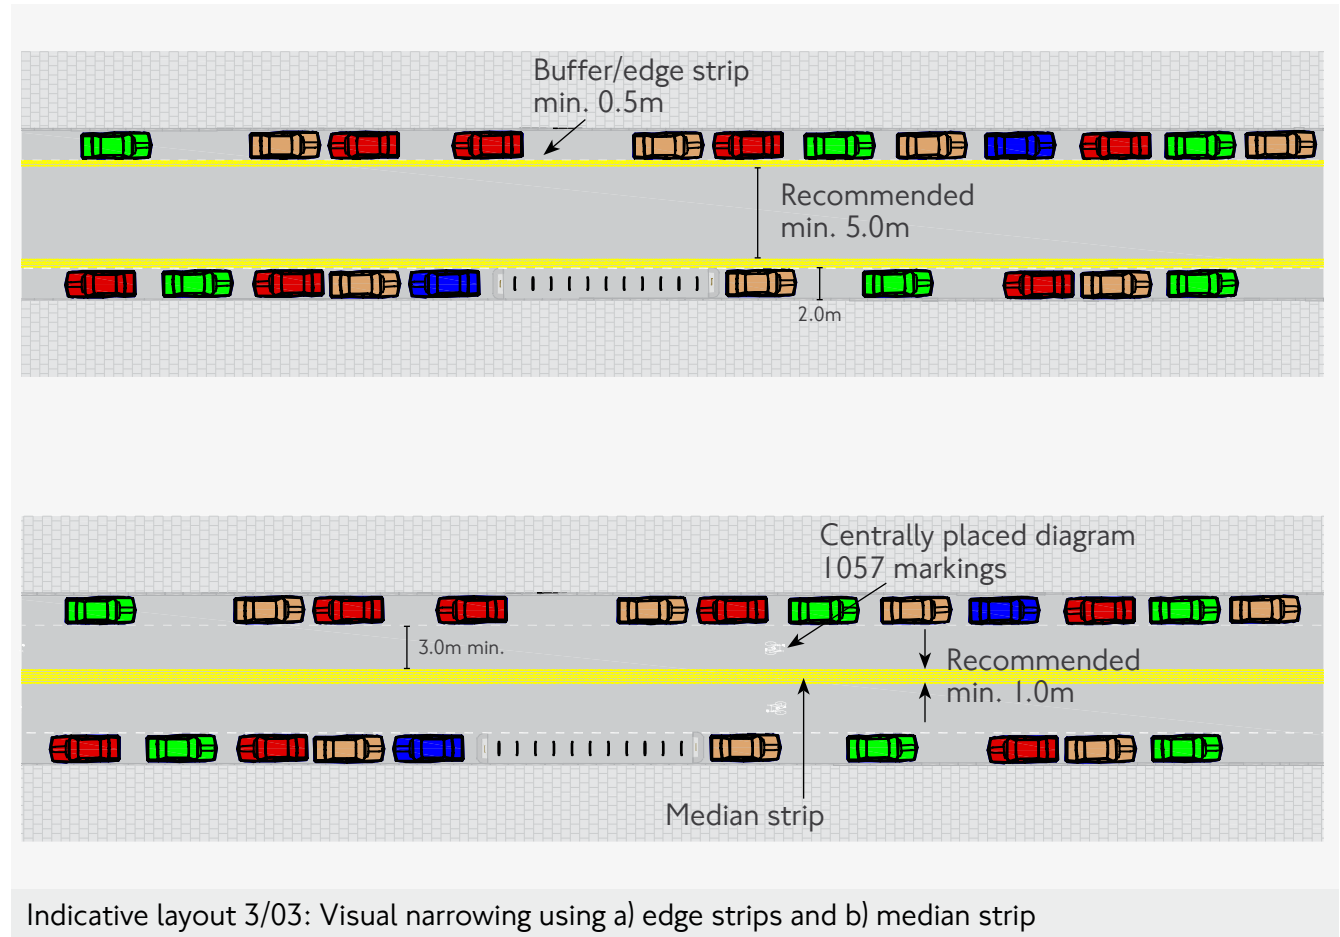 Buffer/edge strip
min. 0.5m
Recommended
min. 5.0m
2.0m
Centrally placed diagram
1057 markings
3.0m min.
Recommended
min. 1.0m
Median strip
Indicative layout 3/03: Visual narrowing using a) edge strips and b) median strip